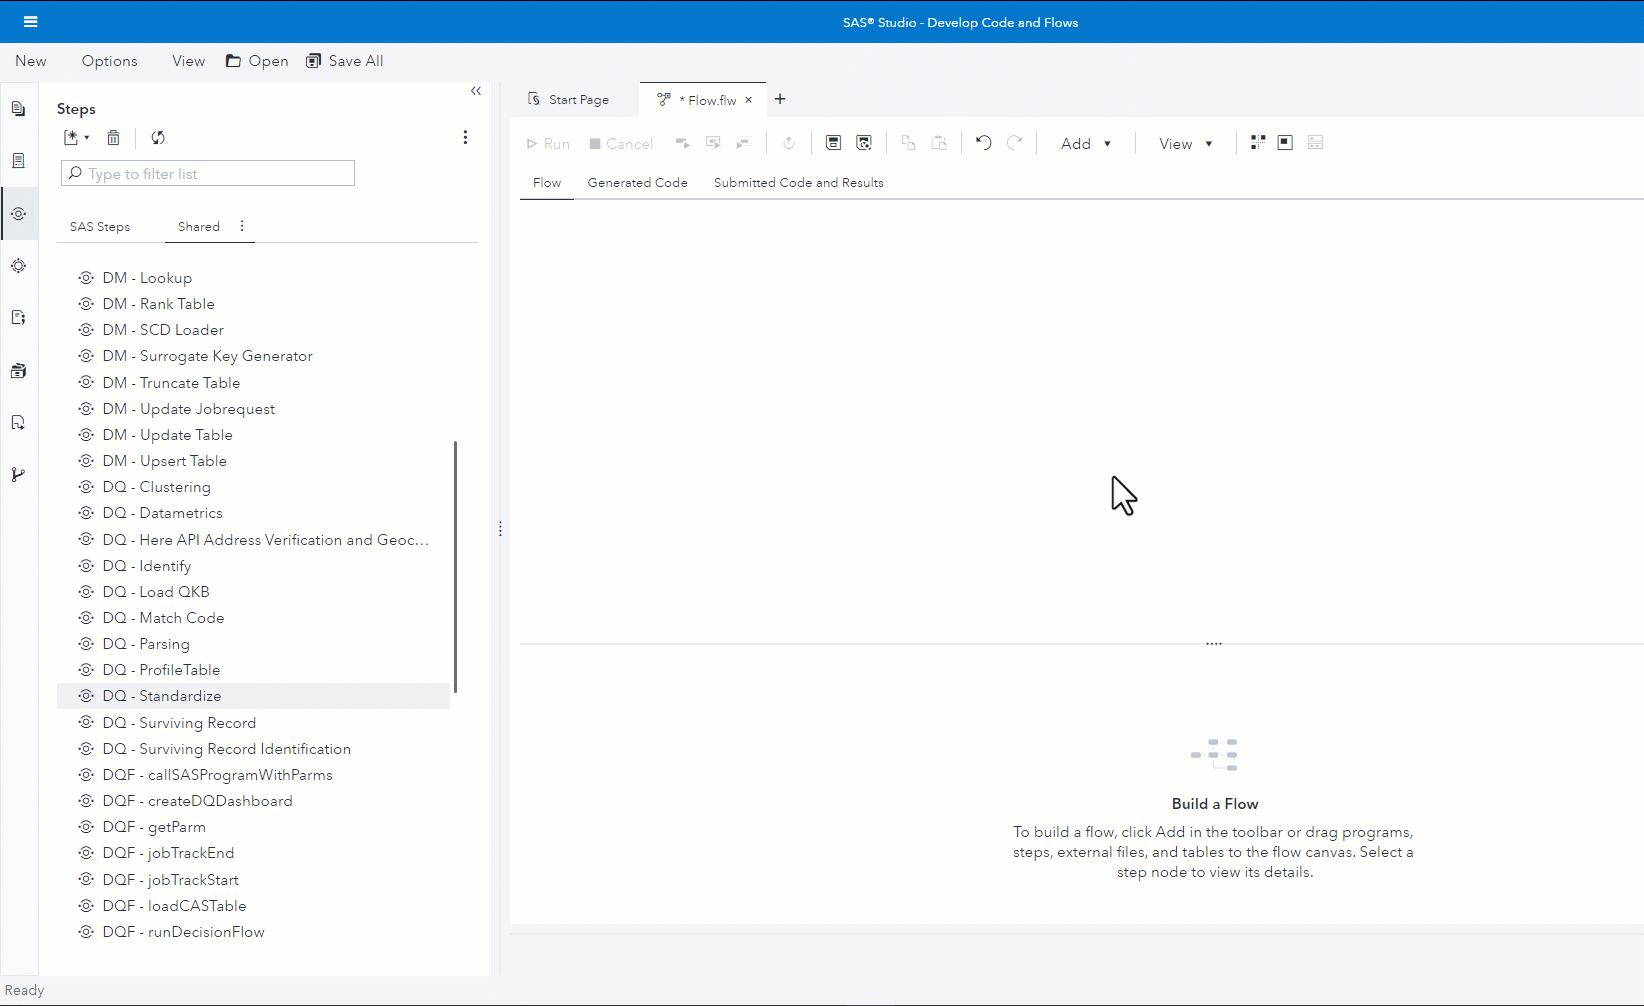 SAS® Studio - Develop Code and Flows
New Options View Open Save All
Steps
Type to filter list
SAS Steps Shared
DM - Lookup
DM - Rank Table
DM - SCD Loader
DM - Surrogate Key Generator
DM - Truncate Table
DM - Update Jobrequest
DM - Update Table
DM - Upsert Table
DQ - Clustering
DQ - Datametrics
DQ - Here API Address Verification and Geoc...
DQ - Identify
DQ - Load QKB
DQ - Match Code
DQ - Parsing
DQ - ProfileTable
DQ - Standardize
DQ - Surviving Record
DQ - Surviving Record Identification
DQF - callSASProgramWithParms
DQF - createDQDashboard
DQF - getParm
DQF - jobTrackEnd
DQF - jobTrackStart
DQF - loadCASTable
DQF - runDecisionFlow
Start Page * Flow.flw
Run Cancel Add View
Flow Generated Code Submitted Code and Results
Build a Flow
To build a flow, click Add in the toolbar or drag programs,
steps, external files, and tables to the flow canvas. Select a
step node to view its details.
Ready